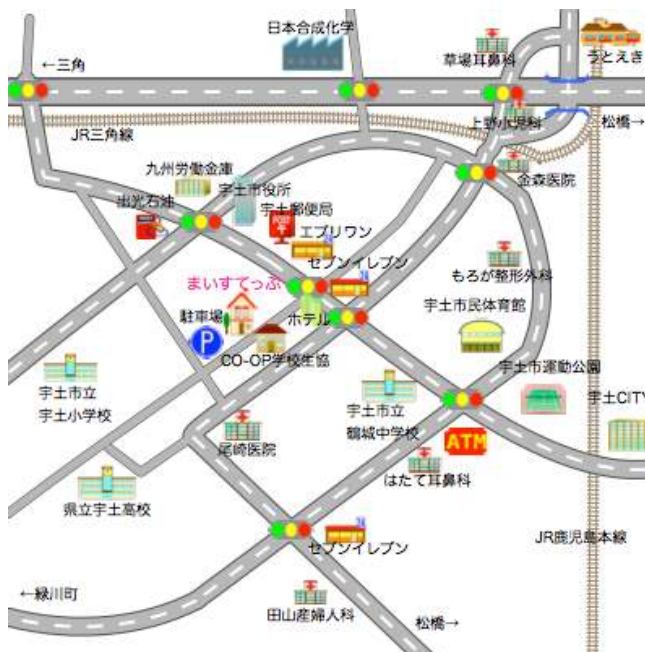 日本合成化学
草場耳鼻科
うとえき
←三角
上野小児科
松橋→
JR三角線
九州労働金庫
宇土市役所
金森医院
出光石油
宇土郵便局
POST
エブリワン
24
セブンイレブン
24
もろが整形外科
まいすてっぷ
駐車場
ホテル
宇土市民体育館
P
CO-OP学校生協
宇土市運動公園
宇土市立
宇土小学校
宇土市立
鶴城中学校
宇土CITY
尾崎医院
ATM
はたて耳鼻科
県立宇土高校
24
セブンイレブン
JR鹿児島本線
←緑川町
田山産婦人科
松橋→